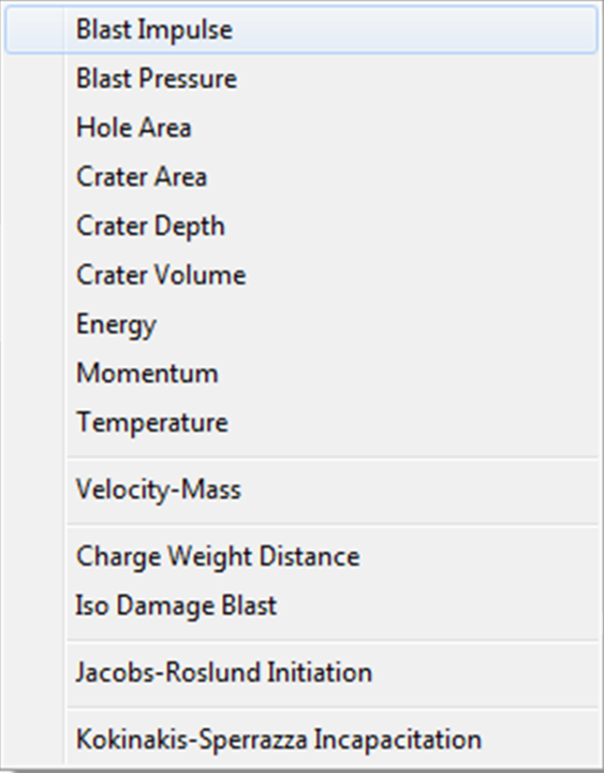 Blast Impulse
Blast Pressure
Hole Area
Crater Area
Crater Depth
Crater Volume
Energy
Momentum
Temperature
Velocity-Mass
Charge Weight Distance
Iso Damage Blast
Jacobs-Roslund Initiation
Kokinakis-Sperrazza Incapacitation